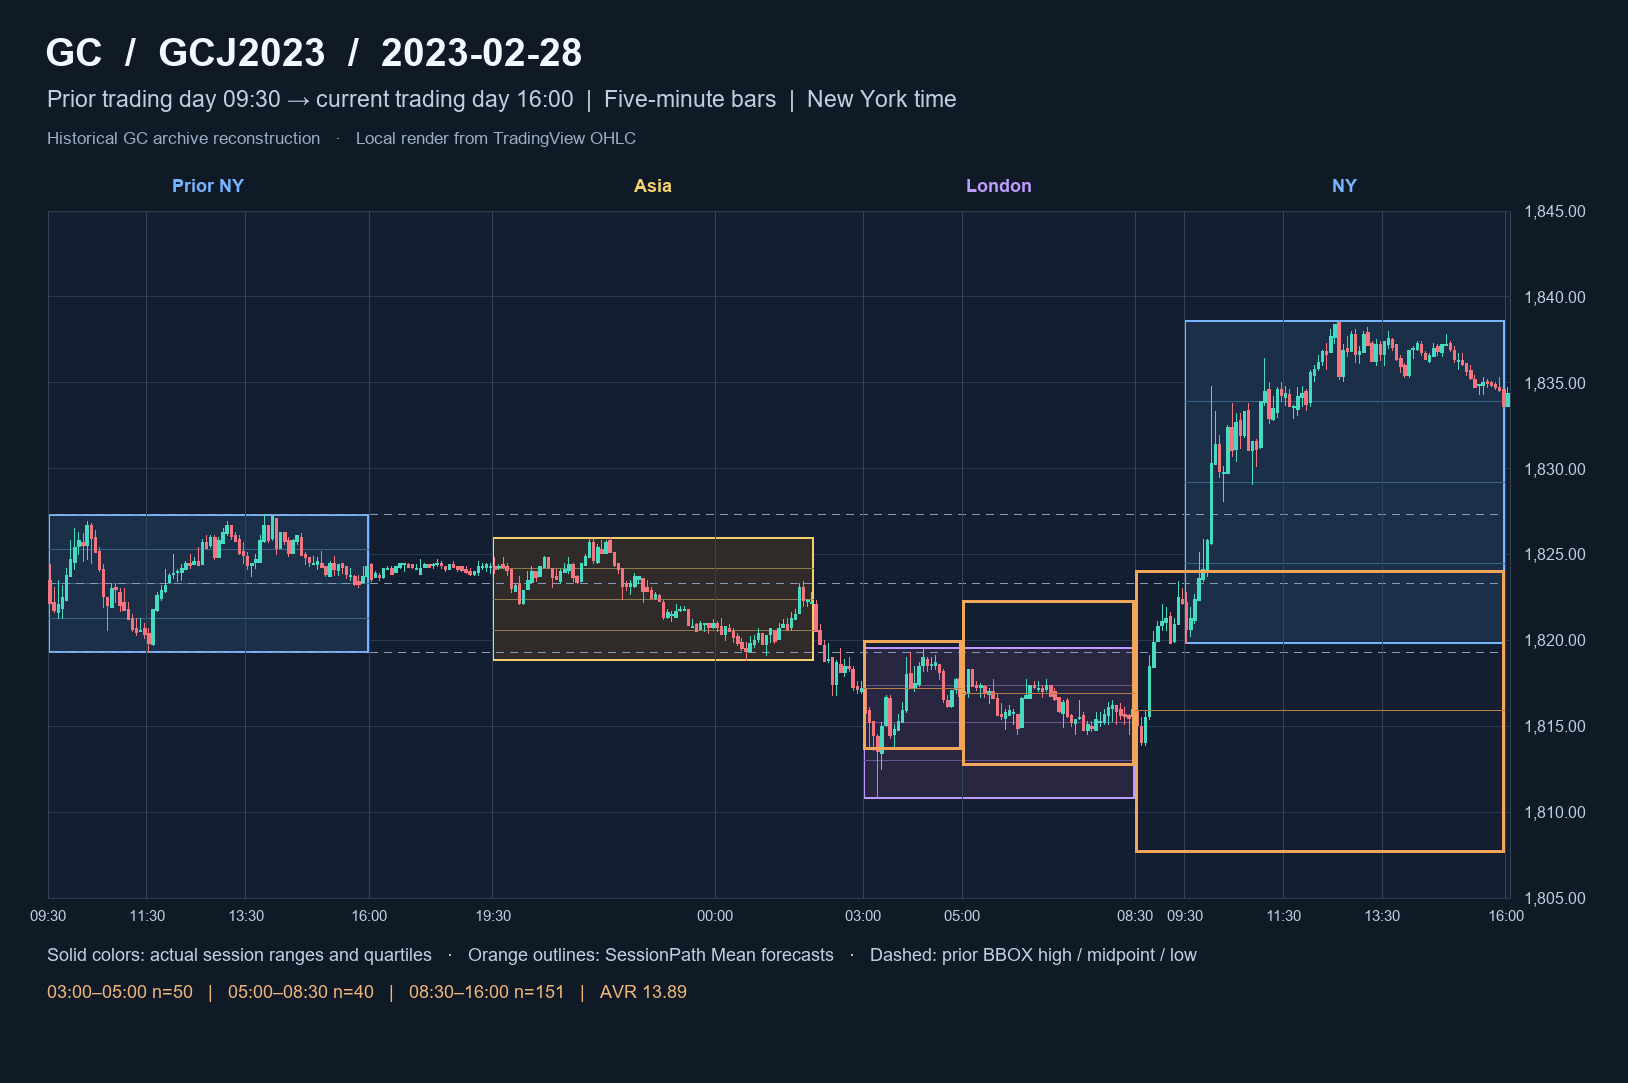 GC / GCJ2023 / 2023-02-28
Prior trading day 09:30 → current trading day 16:00 | Five-minute bars | New York time
Historical GC archive reconstruction · Local render from TradingView OHLC
Prior NY Asia London NY
1,845.00
1,840.00
1,835.00
1,830.00
1,825.00
1,820.00
1,815.00
1,810.00
1,805.00
09:30 11:30 13:30 16:00 19:30 00:00 03:00 05:00 08:30 09:30 11:30 13:30 16:00
Solid colors: actual session ranges and quartiles · Orange outlines: SessionPath Mean forecasts · Dashed: prior BBOX high / midpoint / low
03:00–05:00 n=50 | 05:00–08:30 n=40 | 08:30–16:00 n=151 | AVR 13.89